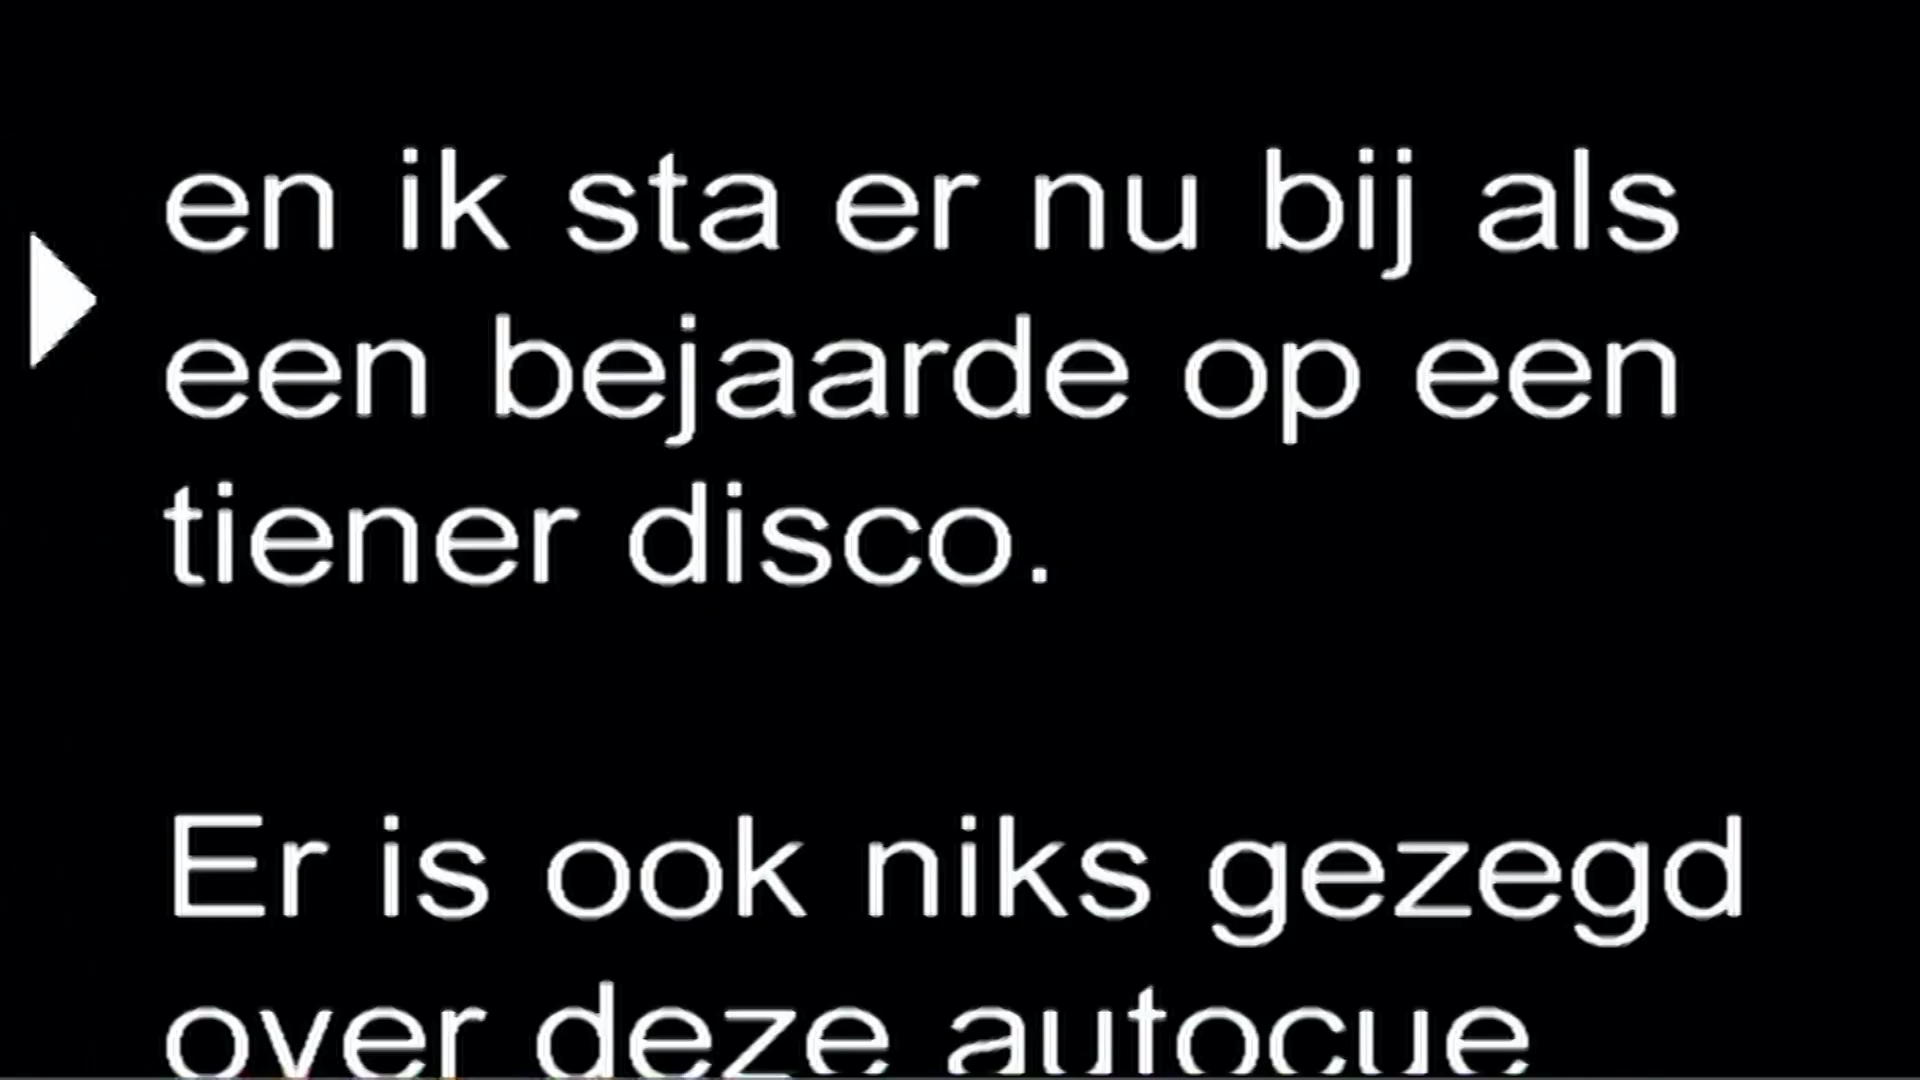 en ik sta er nu bij als
een bejaarde op een
tiener disco.
Er is ook niks gezegd
over deze autocue